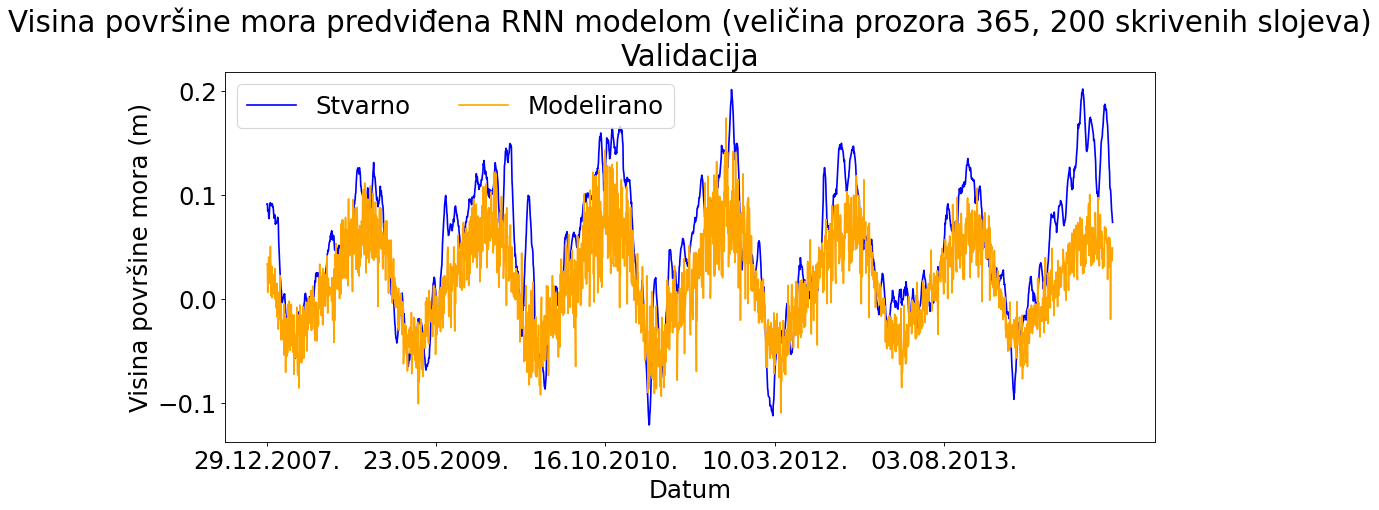 Visina površine mora predviđena RNN modelom (veličina prozora 365, 200 skrivenih slojeva)
Validacija
Stvarno
Modelirano
Visina površine mora (m)
0.2
0.1
0.0
−0.1
29.12.2007.
23.05.2009.
16.10.2010.
10.03.2012.
03.08.2013.
Datum